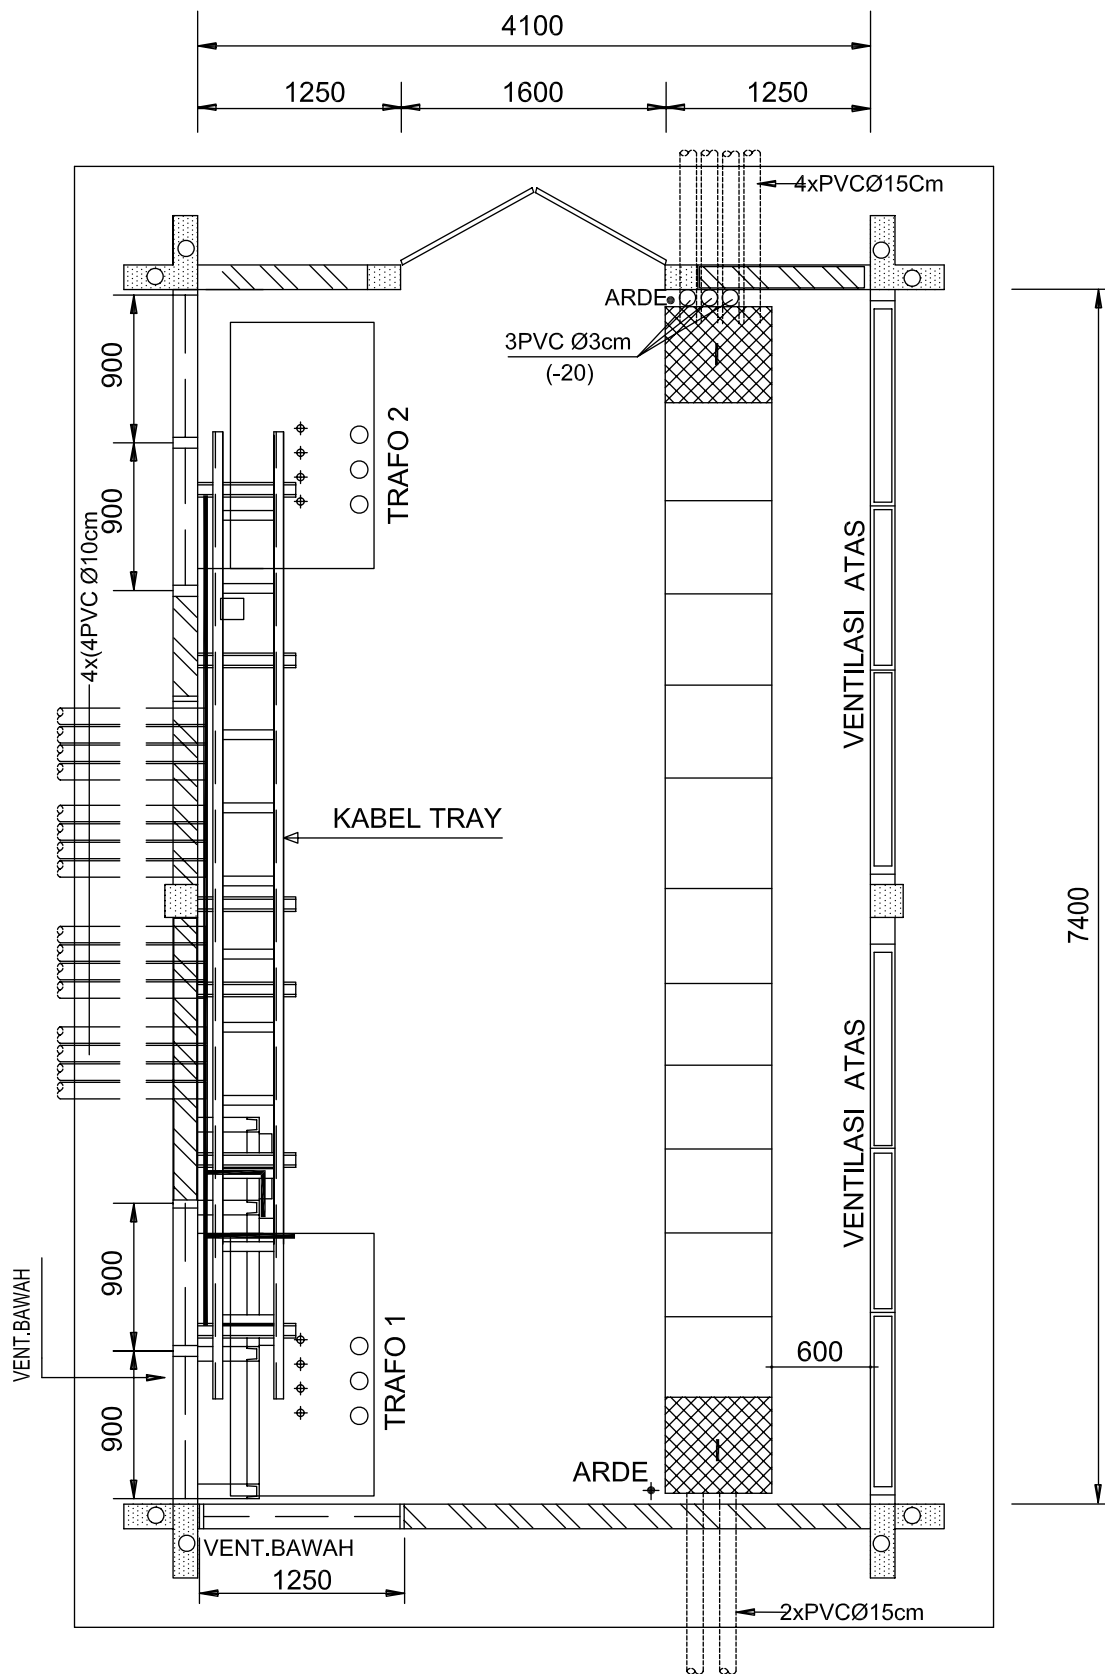 4100
1250
1600
1250
4xPVCØ15Cm
ARDE
3PVC Ø3cm
(-20)
900
TRAFO 2
900
4x(4PVC Ø10cm
VENTILASI ATAS
KABEL TRAY
7400
VENTILASI ATAS
900
VENT.BAWAH
TRAFO 1
600
900
ARDE
VENT.BAWAH
1250
2xPVCØ15cm